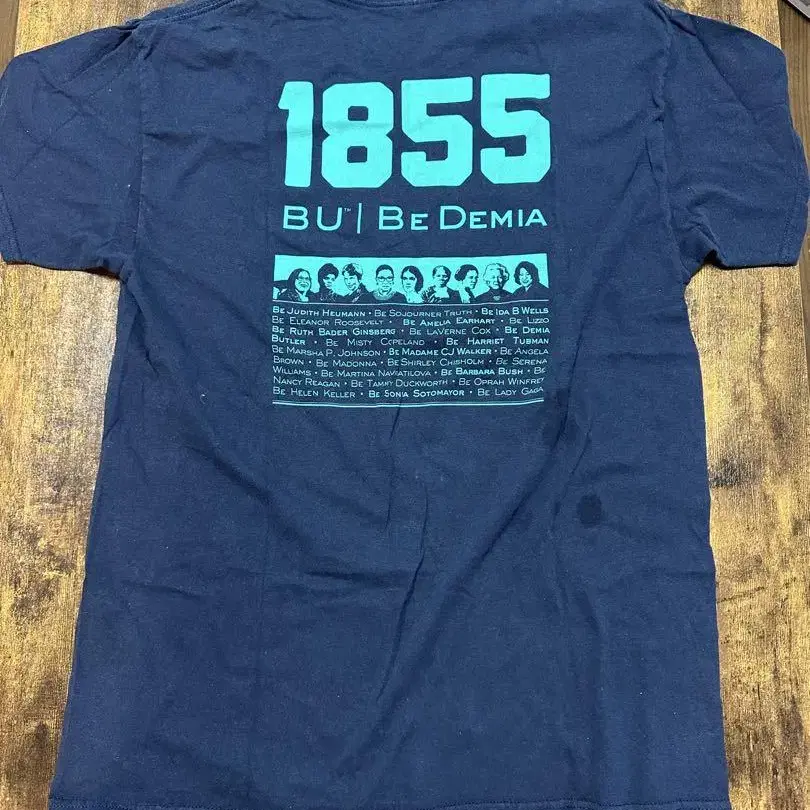 1855
BU™ | BE DEMIA
BE JUDITH HEUMANN • BE SOJOURNER TRUTH • BE IDA B WELLS
BE ELEANOR ROOSEVELT • BE AMELIA EARHART • BE LIZZO
BE RUTH BADER GINSBERG • BE LAVERNE COX • BE DEMIA
BUTLER • BE MISTY COPELAND • BE HARRIET TUBMAN
BE MARSHA P. JOHNSON • BE MADAME CJ WALKER • BE ANGELA
BROWN • BE MADONNA • BE SHIRLEY CHISHOLM • BE SERENA
WILLIAMS • BE MARTINA NAVIATILOVA • BE BARBARA BUSH • BE
NANCY REAGAN • BE TAMMY DUCKWORTH • BE OPRAH WINFREY
BE HELEN KELLER • BE SONIA SOTOMAYOR • BE LADY GAGA